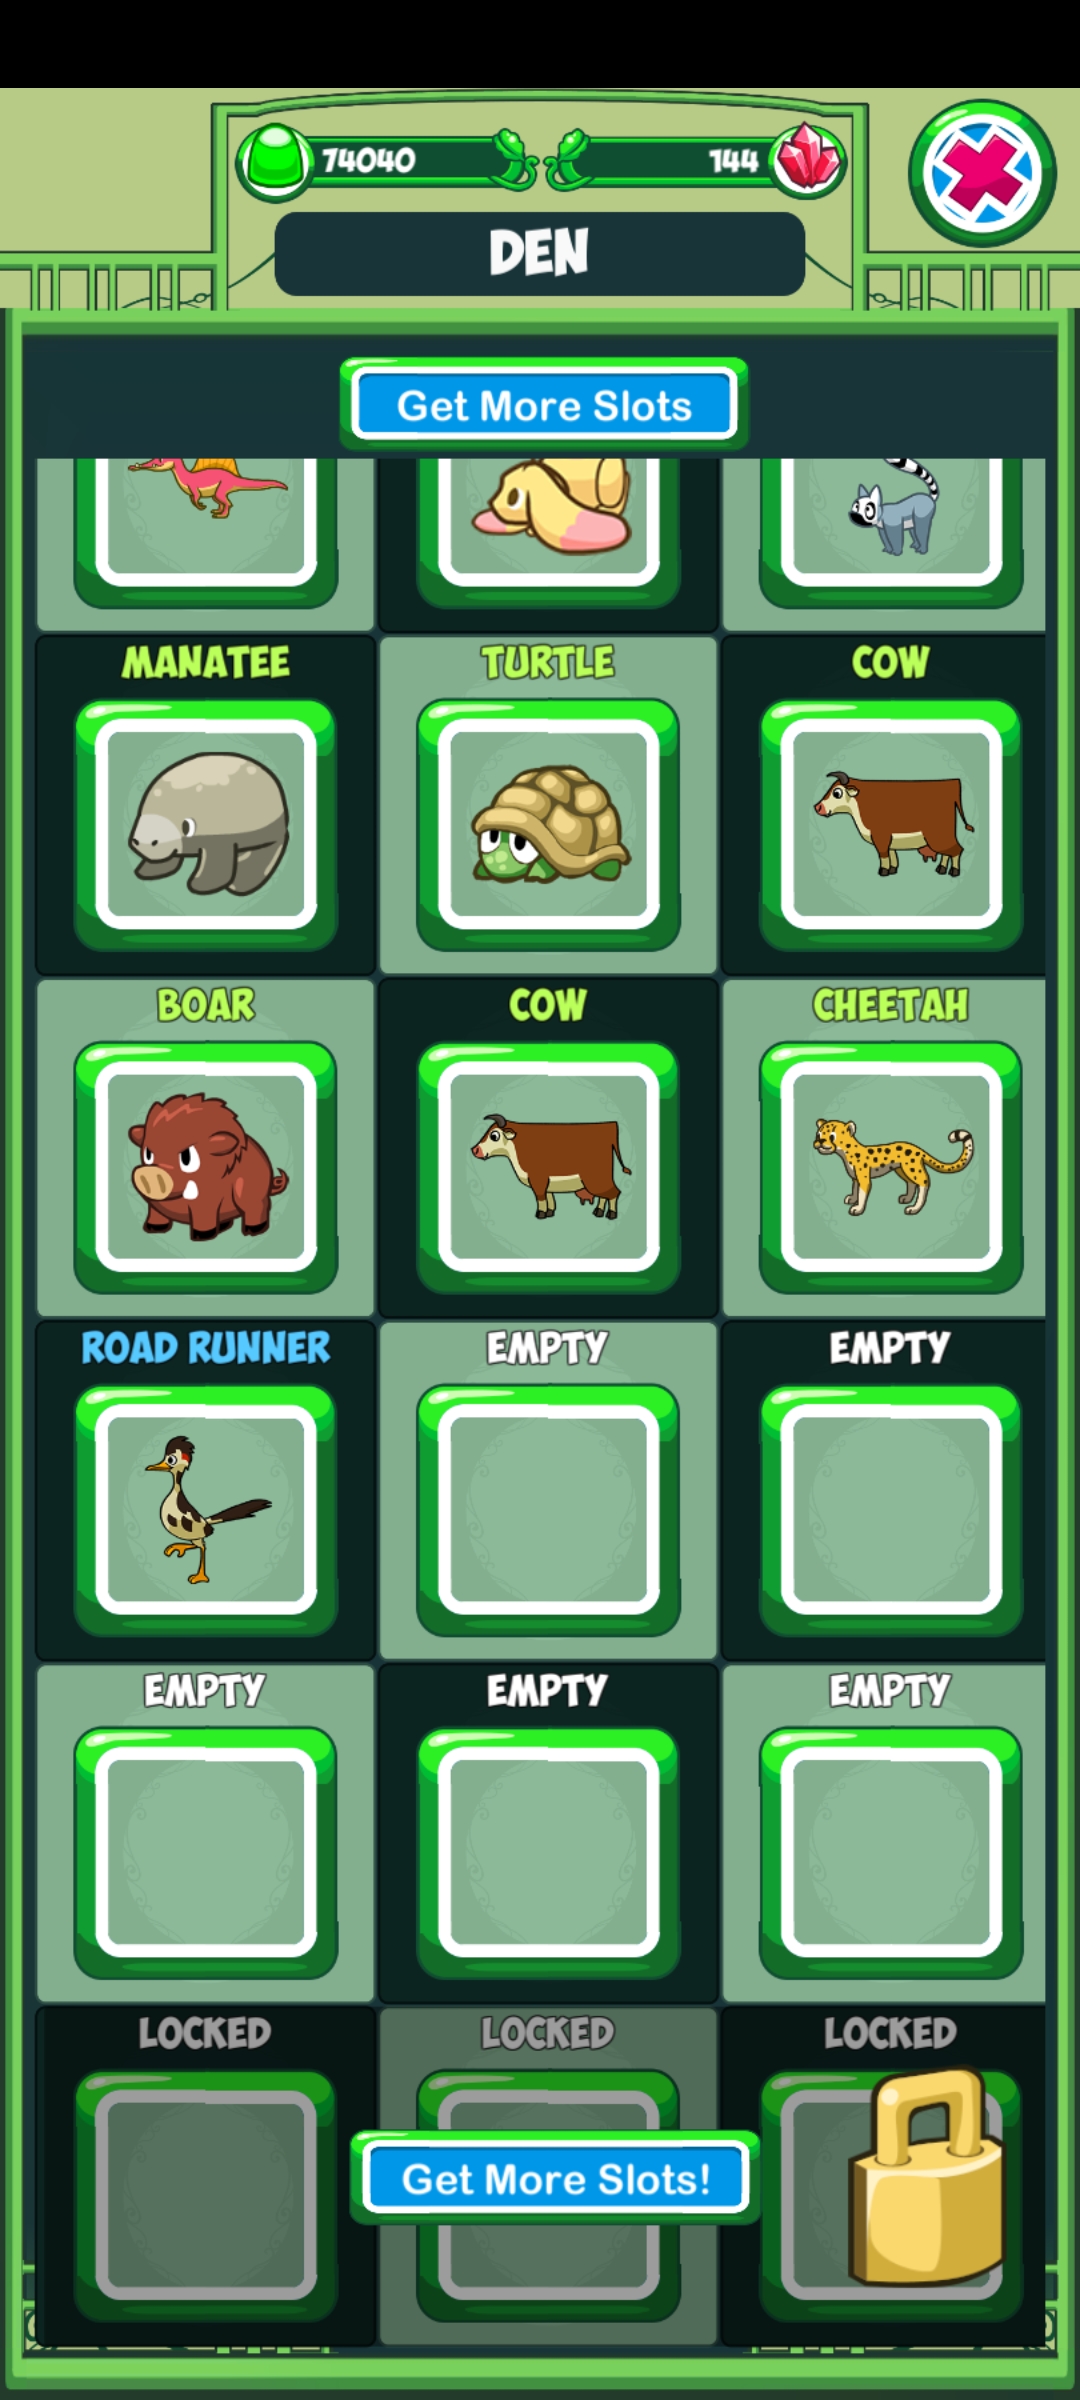 74040
144
DEN
Get More Slots
MANATEE
TURTLE
COW
BOAR
COW
CHEETAH
ROAD RUNNER
EMPTY
EMPTY
EMPTY
EMPTY
EMPTY
LOCKED
LOCKED
LOCKED
Get More Slots!